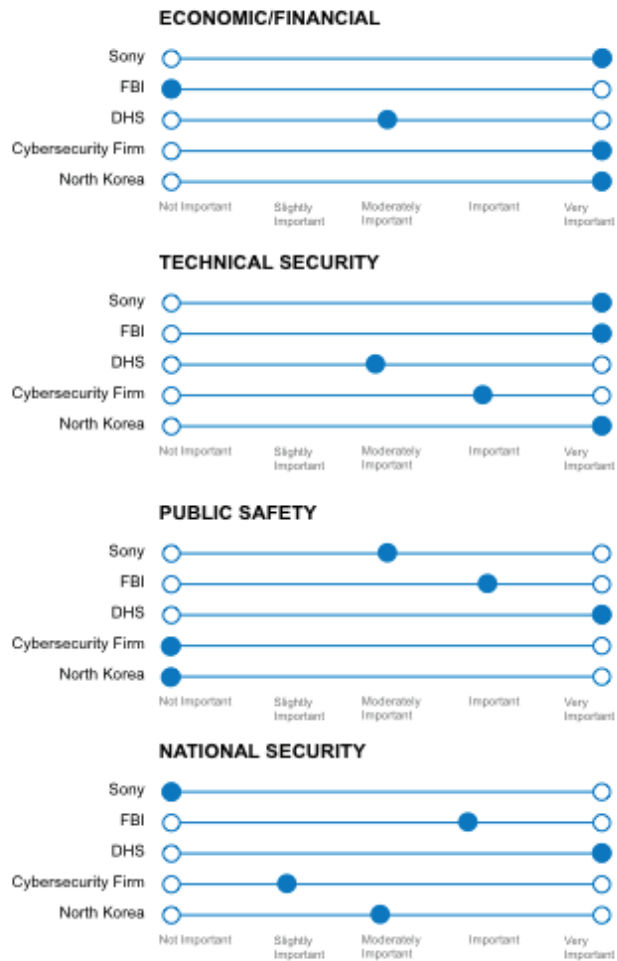 ECONOMIC/FINANCIAL
Sony
FBI
DHS
Cybersecurity Firm
North Korea
Not Important Slightly Important Moderately Important Important Very Important
TECHNICAL SECURITY
Sony
FBI
DHS
Cybersecurity Firm
North Korea
Not Important Slightly Important Moderately Important Important Very Important
PUBLIC SAFETY
Sony
FBI
DHS
Cybersecurity Firm
North Korea
Not Important Slightly Important Moderately Important Important Very Important
NATIONAL SECURITY
Sony
FBI
DHS
Cybersecurity Firm
North Korea
Not Important Slightly Important Moderately Important Important Very Important